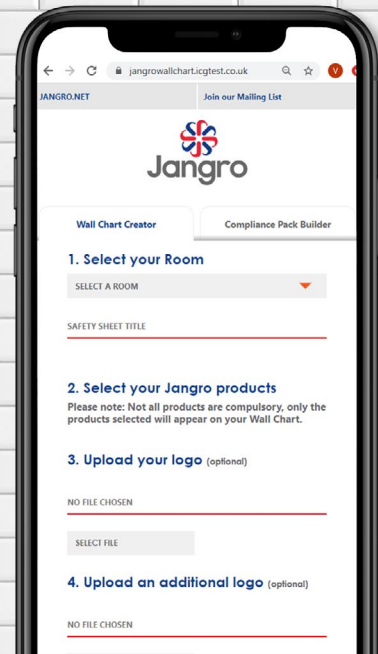 jangrowallchart.icgtest.co.uk
V
JANGRO.NET
Join our Mailing List
Jangro
Wall Chart Creator
Compliance Pack Builder
1. Select your Room
SELECT A ROOM
SAFETY SHEET TITLE
2. Select your Jangro products
Please note: Not all products are compulsory, only the
products selected will appear on your Wall Chart.
3. Upload your logo (optional)
NO FILE CHOSEN
SELECT FILE
4. Upload an additional logo (optional)
NO FILE CHOSEN